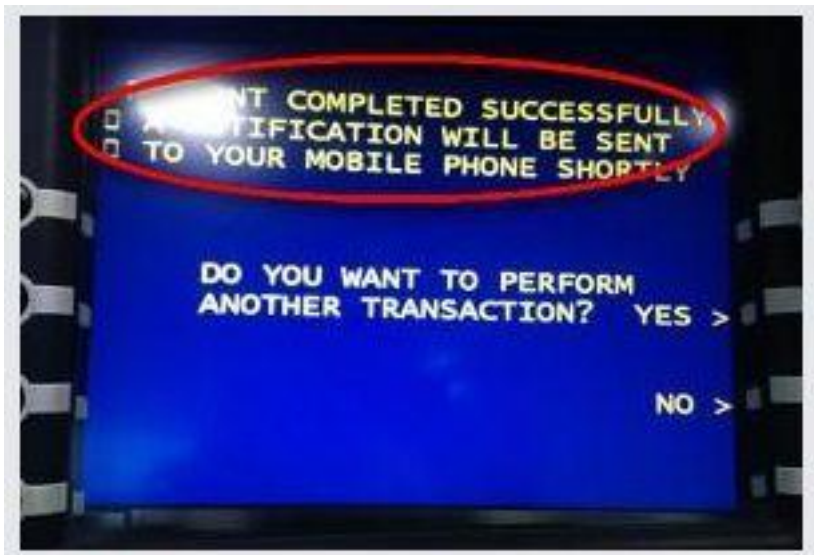 COMPLETED SUCCESSFULLY
WILL BE SENT
TO YOUR MOBILE PHONE SHORTLY
DO YOU WANT TO PERFORM
ANOTHER TRANSACTION? YES >
NO >